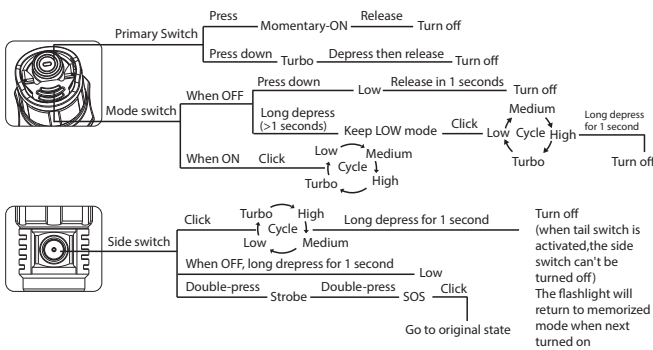 Press
Momentary-ON
Release
Turn off
Primary Switch
Press down
Turbo
Depress then release
Turn off
Mode switch
When OFF
Press down
Low
Release in 1 seconds
Turn off
Long depress
(>1 seconds)
Keep LOW mode
Click
Medium
Low
Cycle
High
Turbo
Long depress
for 1 second
Turn off
When ON
Click
Low
Medium
Cycle
Turbo
High
Side switch
Click
Turbo
High
Cycle
Low
Medium
Long depress for 1 second
Turn off
(when tail switch is
activated,the side
switch can't be
turned off)
The flashlight will
return to memorized
mode when next
turned on
When OFF, long drepress for 1 second
Low
Double-press
Strobe
Double-press
SOS
Click
Go to original state